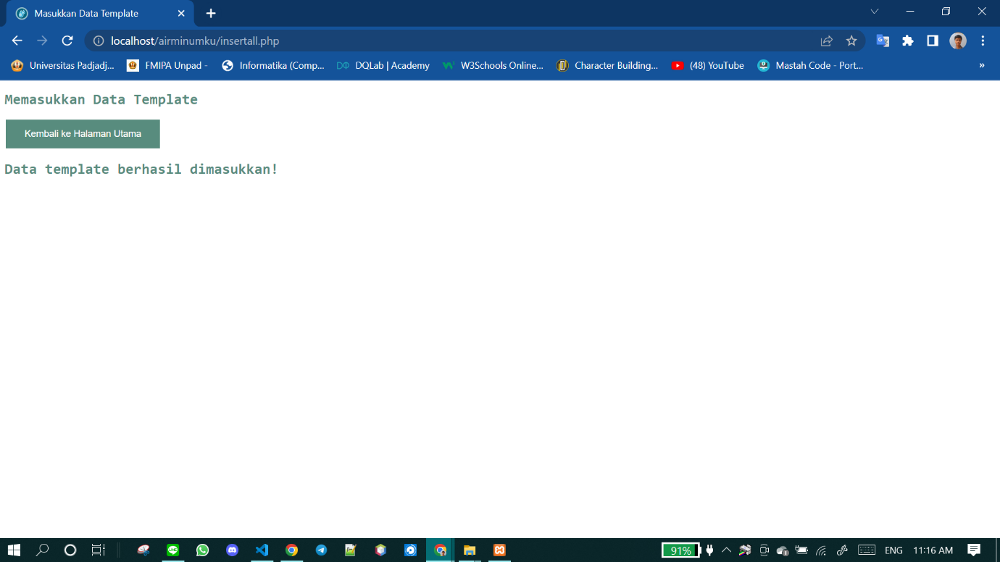 Masukkan Data Template
localhost/airminumku/insertall.php
Universitas Padjadj... FMIPA Unpad - Informatika (Comp... DQLab | Academy W3Schools Online... Character Building... (48) YouTube Mastah Code - Port... »
Memasukkan Data Template
Kembali ke Halaman Utama
Data template berhasil dimasukkan!
91% ENG 11:16 AM